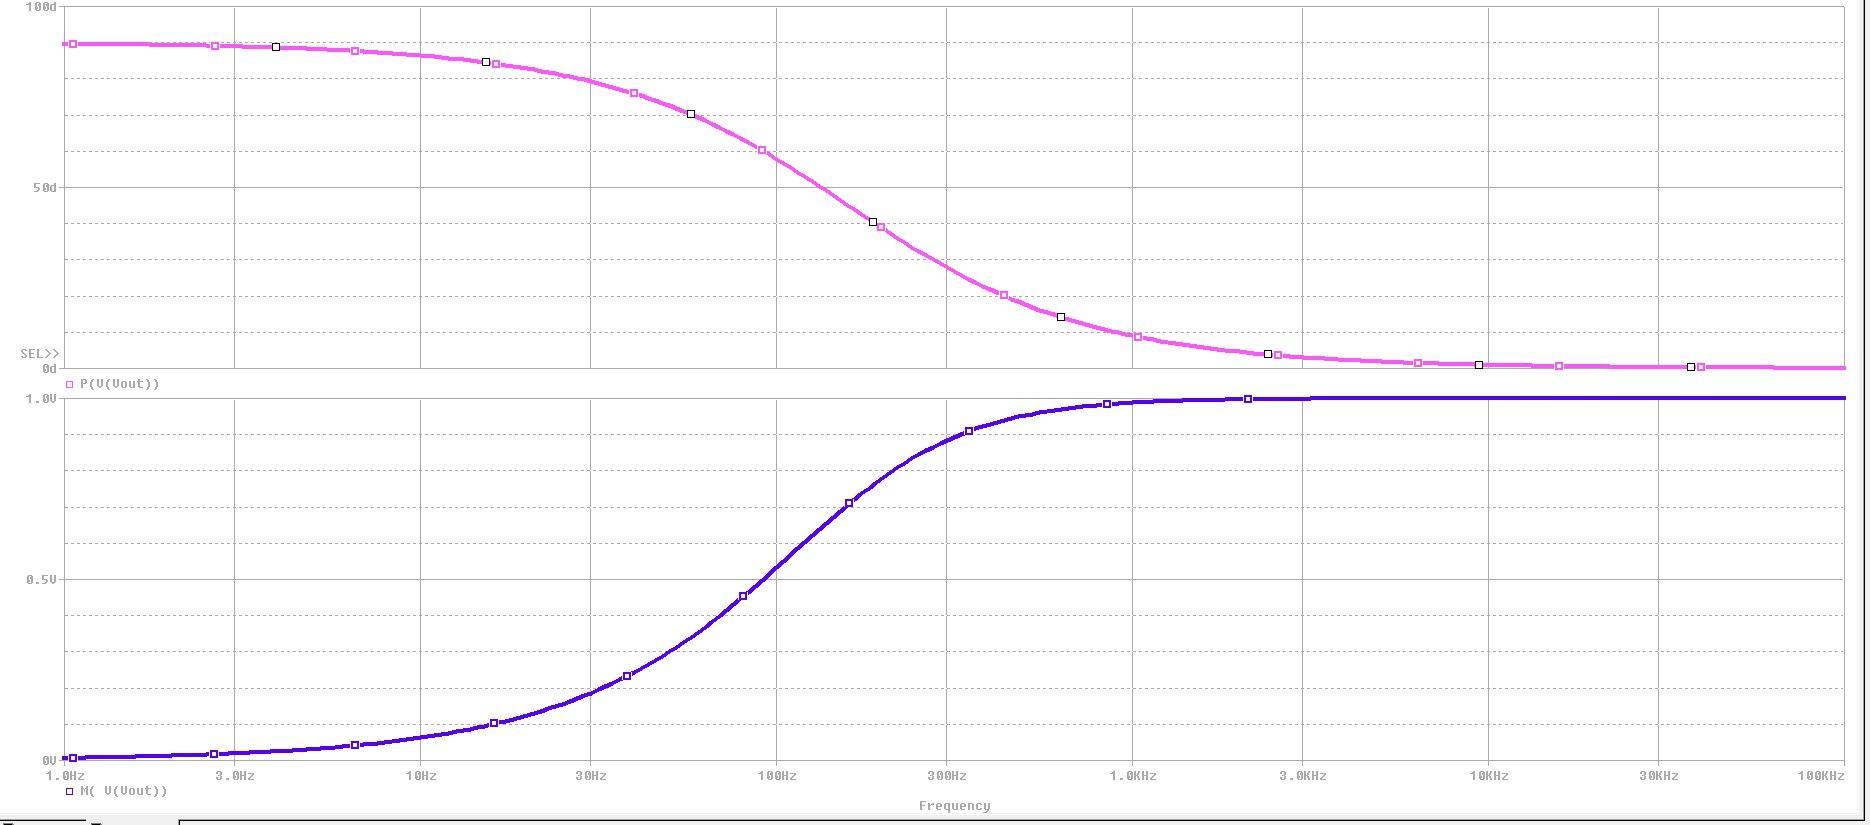 100d
50d
SEL>>
0d
P(V(Vout))
1.0V
0.5V
0V
1.0Hz 3.0Hz 10Hz 30Hz 100Hz 300Hz 1.0KHz 3.0KHz 10KHz 30KHz 100KHz
M( V(Vout))
Frequency